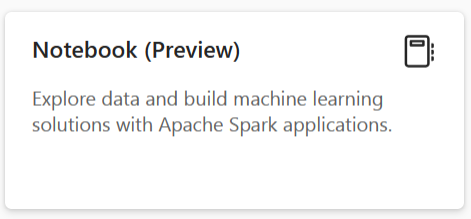 Notebook (Preview)
Explore data and build machine learning
solutions with Apache Spark applications.